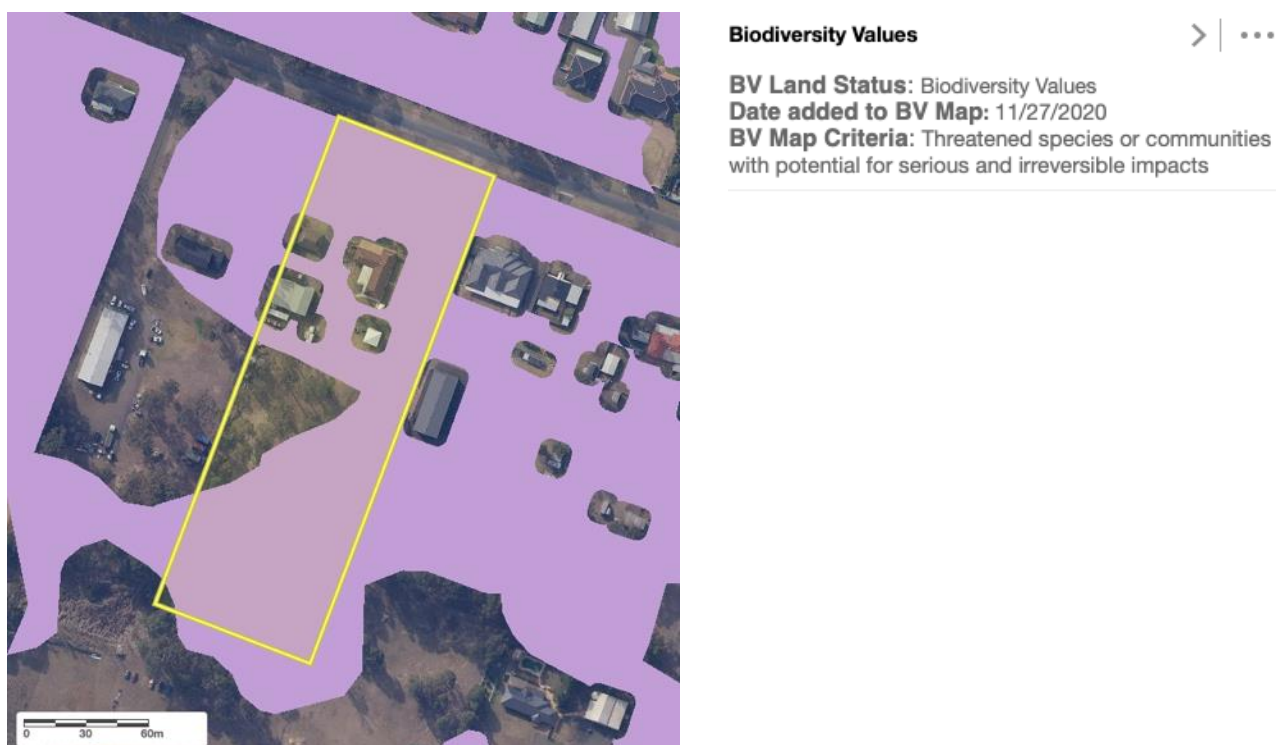 Biodiversity Values
BV Land Status: Biodiversity Values
Date added to BV Map: 11/27/2020
BV Map Criteria: Threatened species or communities
with potential for serious and irreversible impacts
0 30 60m